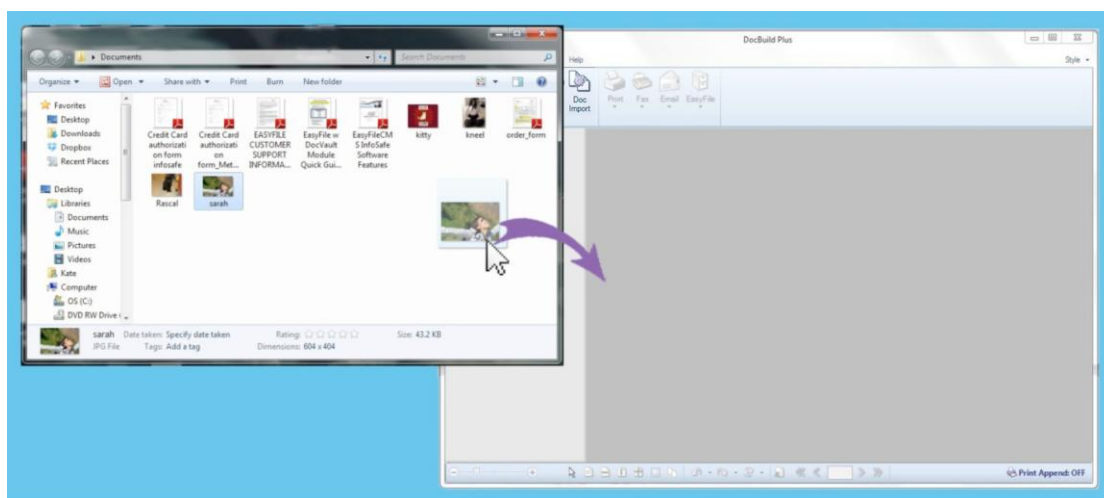 Documents
Search Documents
Organize
Open
Share with
Print
Burn
New folder
Favorites
Desktop
Downloads
Dropbox
Recent Places
Desktop
Libraries
Documents
Music
Pictures
Videos
Kate
Computer
OS (C:)
DVD RW Drive
Credit Card
authorizati
on form
infosafe
Credit Card
authorizati
on
form_Met...
EASYFILE
CUSTOMER
SUPPORT
INFORMA...
EasyFile w
DocVault
Module
Quick Gui...
EasyFileCM
S InfoSafe
Software
Features
kitty
kneel
order_form
Rascal
sarah
sarah Date taken: Specify date taken Rating: Size: 43.2 KB
JPG File Tags: Add a tag Dimensions: 604 x 404
DocBuild Plus
Help
Style
Doc
Import
Print
Fax
Email
EasyFile
Print Append: OFF